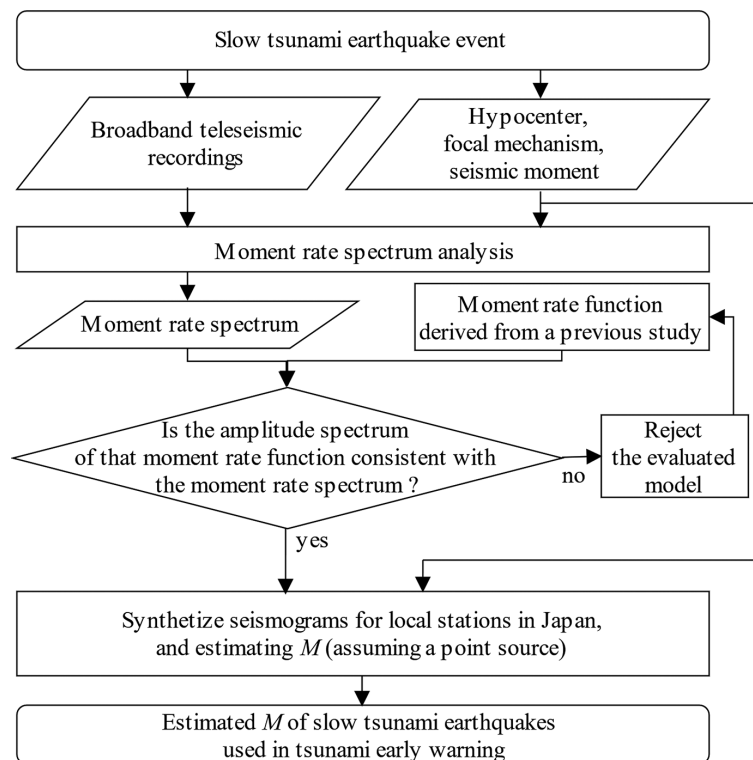 Slow tsunami earthquake event
Broadband teleseismic
recordings
Hypocenter,
focal mechanism,
seismic moment
Moment rate spectrum analysis
Moment rate spectrum
Moment rate function
derived from a previous study
Is the amplitude spectrum
of that moment rate function consistent with
the moment rate spectrum ?
no
Reject
the evaluated
model
yes
Synthetize seismograms for local stations in Japan,
and estimating M (assuming a point source)
Estimated M of slow tsunami earthquakes
used in tsunami early warning